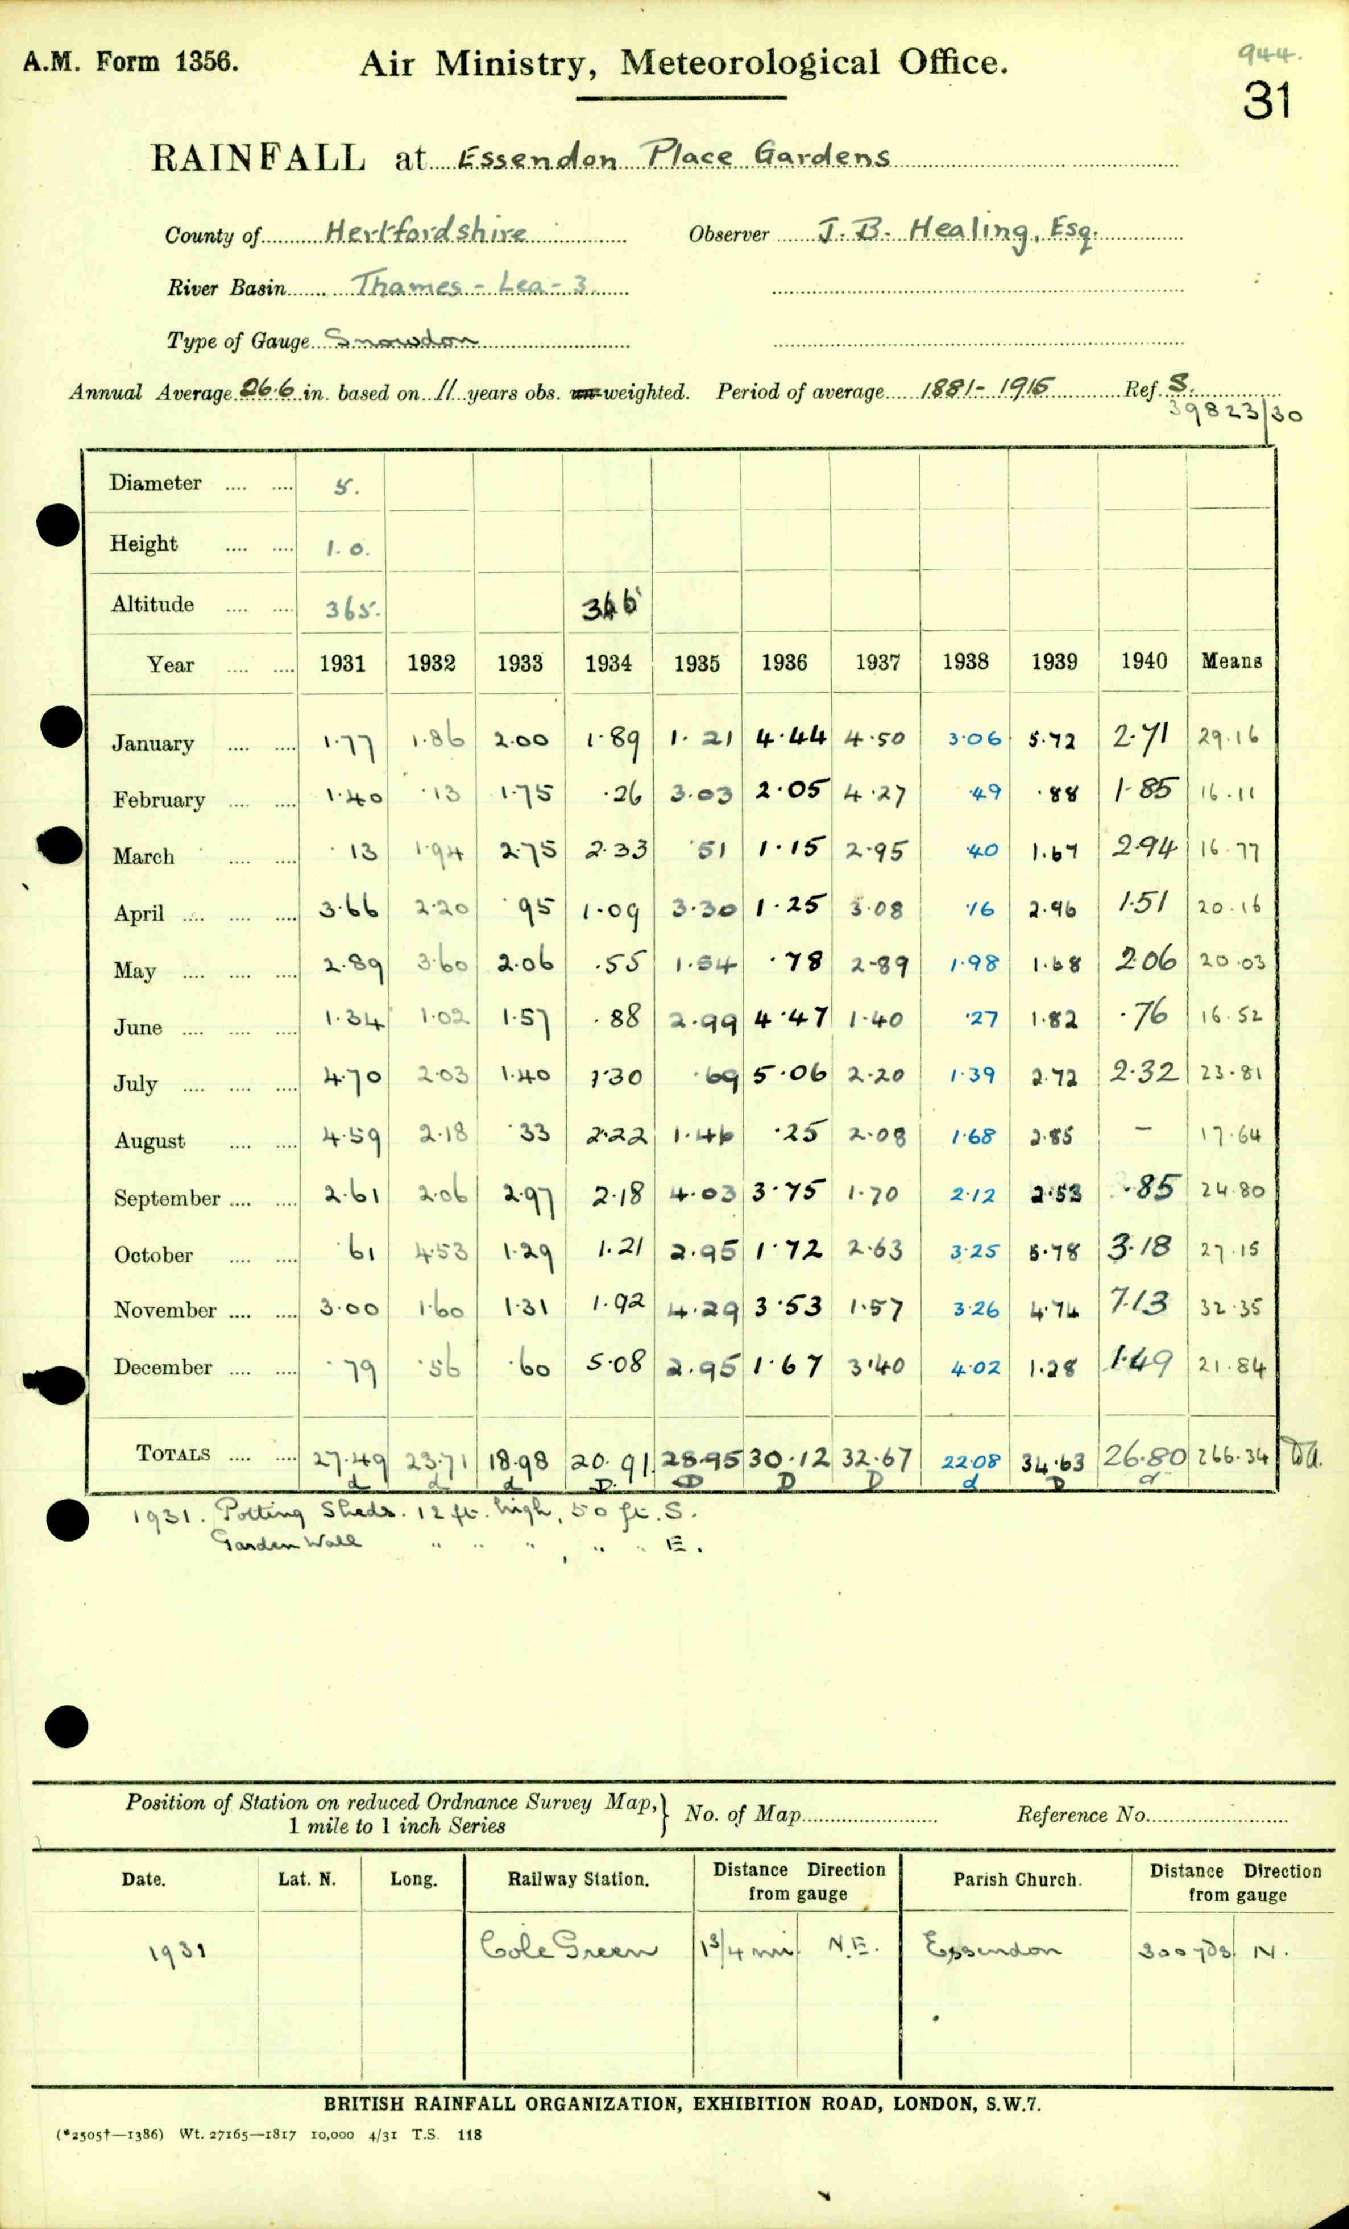 A.M. Form 1356.
Air Ministry, Meteorological Office.
944.
31
RAINFALL at Essendon Place Gardens
County of Hertfordshire Observer J. B. Healing, Esq.
River Basin Thames - Lea - 3
Type of Gauge Snowdon
Annual Average 26.6 in. based on 11 years obs. un-weighted. Period of average 1881-1915 Ref. S. 39823/30
Diameter .... .... 5.
Height .... .... 1.0.
Altitude .... .... 365. 366
Year .... .... 1931 1932 1933 1934 1935 1936 1937 1938 1939 1940 Means
January .... .... 1.77 1.86 2.00 1.89 1.21 4.44 4.50 3.06 5.72 2.71 29.16
February .... .... 1.40 .13 1.75 .26 3.03 2.05 4.27 .49 .88 1.85 16.11
March .... .... .13 1.94 2.75 2.33 .51 1.15 2.95 .40 1.67 2.94 16.77
April .... .... .... 3.66 2.20 .95 1.09 3.30 1.25 3.08 .16 2.96 1.51 20.16
May .... .... .... 2.89 3.60 2.06 .55 1.54 .78 2.89 1.98 1.68 2.06 20.03
June .... .... .... 1.34 1.02 1.57 .88 2.99 4.47 1.40 .27 1.82 .76 16.52
July .... .... .... 4.70 2.03 1.40 1.30 .69 5.06 2.20 1.39 2.72 2.32 23.81
August .... .... 4.59 2.18 .33 2.22 1.46 .25 2.08 1.68 2.85 – 17.64
September .... .... 2.61 2.06 2.97 2.18 4.03 3.75 1.70 2.12 2.53 .85 24.80
October .... .... .61 4.53 1.29 1.21 2.95 1.72 2.63 3.25 5.78 3.18 27.15
November .... .... 3.00 1.60 1.31 1.92 4.29 3.53 1.57 3.26 4.74 7.13 32.35
December .... .... .79 .56 .60 5.08 2.95 1.67 3.40 4.02 1.28 1.49 21.84
TOTALS .... .... 27.49 23.71 18.98 20.91 28.95 30.12 32.67 22.08 34.63 26.80 266.34
d d d D D D D d D d
1931. Potting Sheds. 12 ft. high, 50 ft. S.
Garden Wall " " " , " " E.
Position of Station on reduced Ordnance Survey Map,} No. of Map Reference No.
1 mile to 1 inch Series
Date. Lat. N. Long. Railway Station. Distance Direction from gauge Parish Church. Distance Direction from gauge
1931 Cole Green 1 3/4 mi N.E. Essendon 300 yds N.
BRITISH RAINFALL ORGANIZATION, EXHIBITION ROAD, LONDON, S.W.7.
(*2505†—1386) Wt. 27165—1817 10,000 4/31 T.S. 118